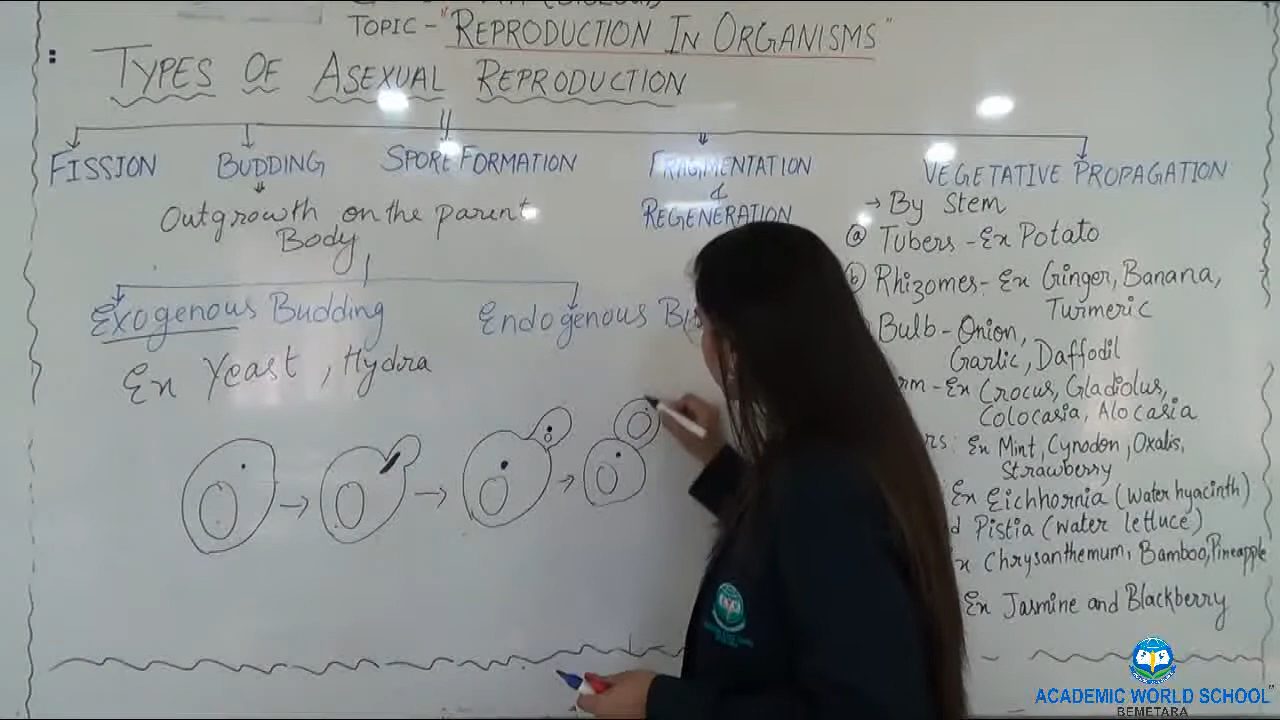 TOPIC - "REPRODUCTION IN ORGANISMS"
: TYPES OF ASEXUAL REPRODUCTION
FISSION
BUDDING
SPORE FORMATION
FRAGMENTATION
&
REGENERATION
VEGETATIVE PROPAGATION
Outgrowth on the parent
Body
Exogenous Budding
Ex Yeast, Hydra
Endogenous
→ By Stem
(a) Tubers - Ex Potato
(b) Rhizomes - Ex Ginger, Banana,
Turmeric
Bulb - Onion,
Garlic, Daffodil
Ex Crocus, Gladiolus,
Colocasia, Alocasia
Ex Mint, Cynodon, Oxalis,
Strawberry
Ex Eichhornia (water hyacinth)
Pistia (water lettuce)
Chrysanthemum, Bamboo, Pineapple
Ex Jasmine and Blackberry
ACADEMIC WORLD SCHOOL"
BEMETARA